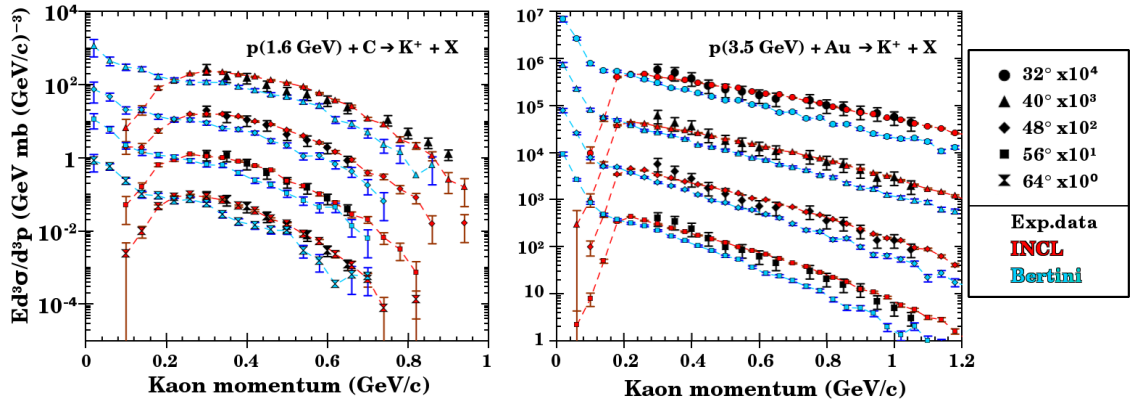 p(1.6 GeV) + C → K⁺ + X
Ed³σ/d³p (GeV mb (GeV/c)⁻³)
10⁴
10²
1
10⁻²
10⁻⁴
0
0.2
0.4
0.6
0.8
1
Kaon momentum (GeV/c)
p(3.5 GeV) + Au → K⁺ + X
10⁷
10⁶
10⁵
10⁴
10³
10²
10
1
0
0.2
0.4
0.6
0.8
1
1.2
Kaon momentum (GeV/c)
32° x10⁴
40° x10³
48° x10²
56° x10¹
64° x10⁰
Exp.data
INCL
Bertini